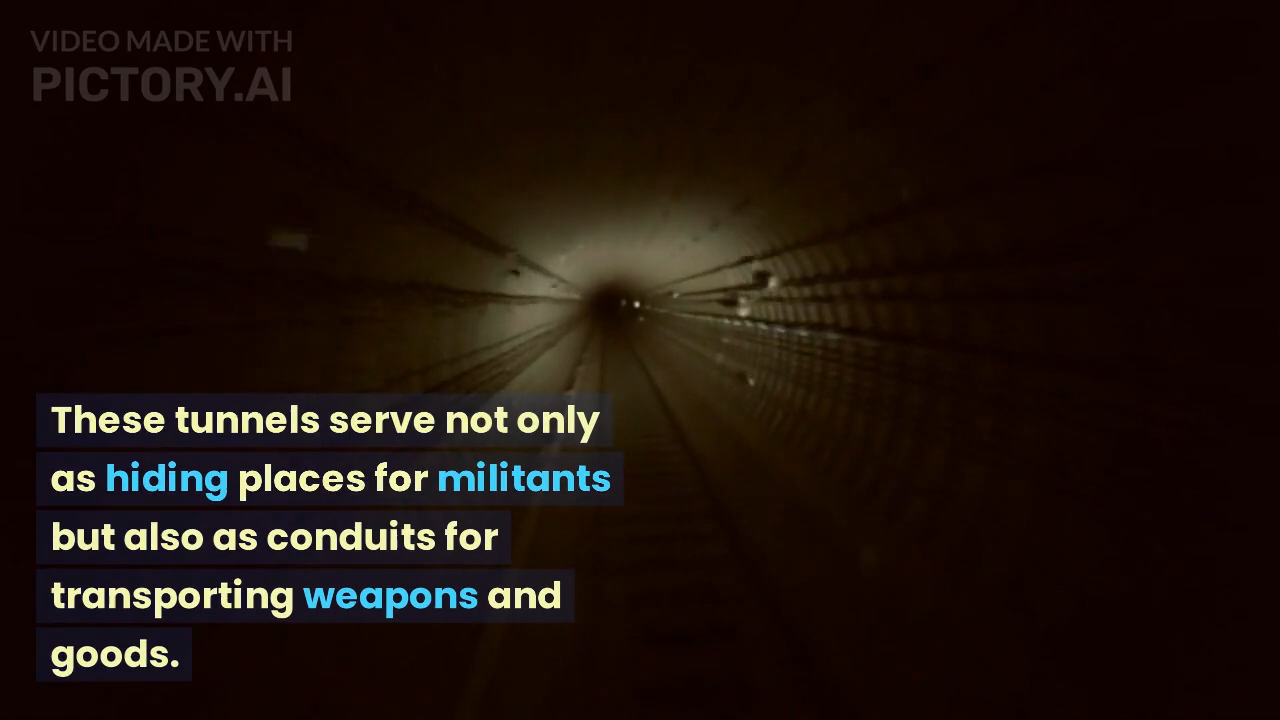 VIDEO MADE WITH
PICTORY.AI
These tunnels serve not only
as hiding places for militants
but also as conduits for
transporting weapons and
goods.